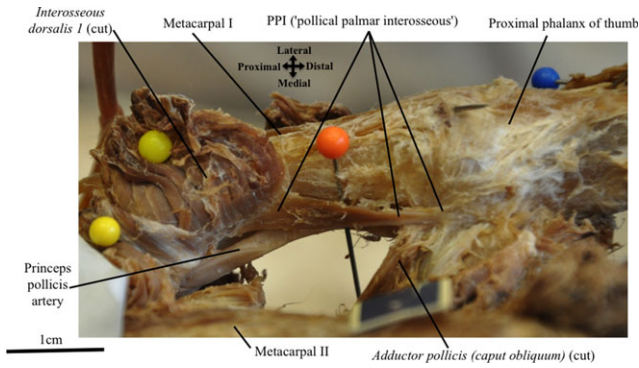 Interosseous
dorsalis 1 (cut)
Metacarpal I
PPI ('pollical palmar interosseous')
Proximal phalanx of thumb
Lateral
Proximal Distal
Medial
Princeps
pollicis
artery
1cm
Metacarpal II
Adductor pollicis (caput obliquum) (cut)